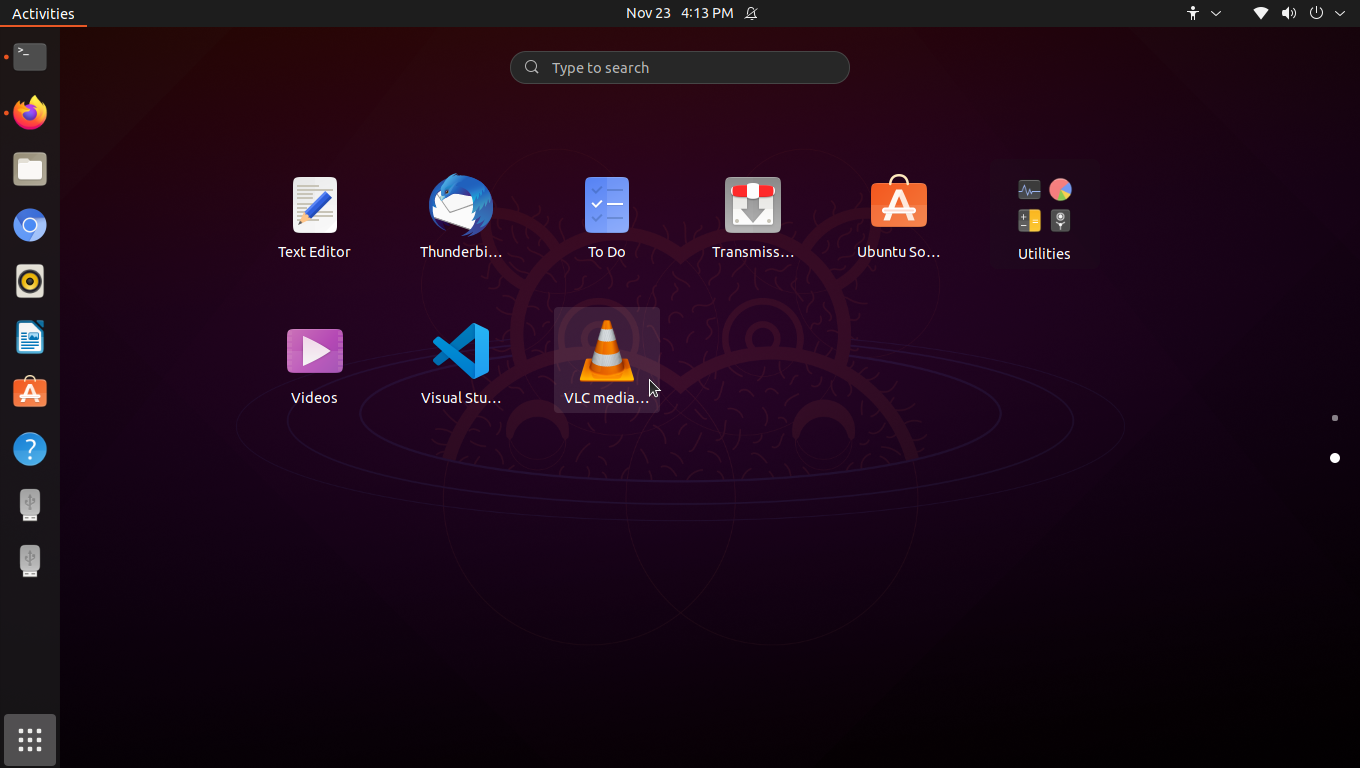 Activities
Nov 23 4:13 PM
Type to search
Text Editor
Thunderbi...
To Do
Transmiss...
Ubuntu So...
Utilities
Videos
Visual Stu...
VLC media...